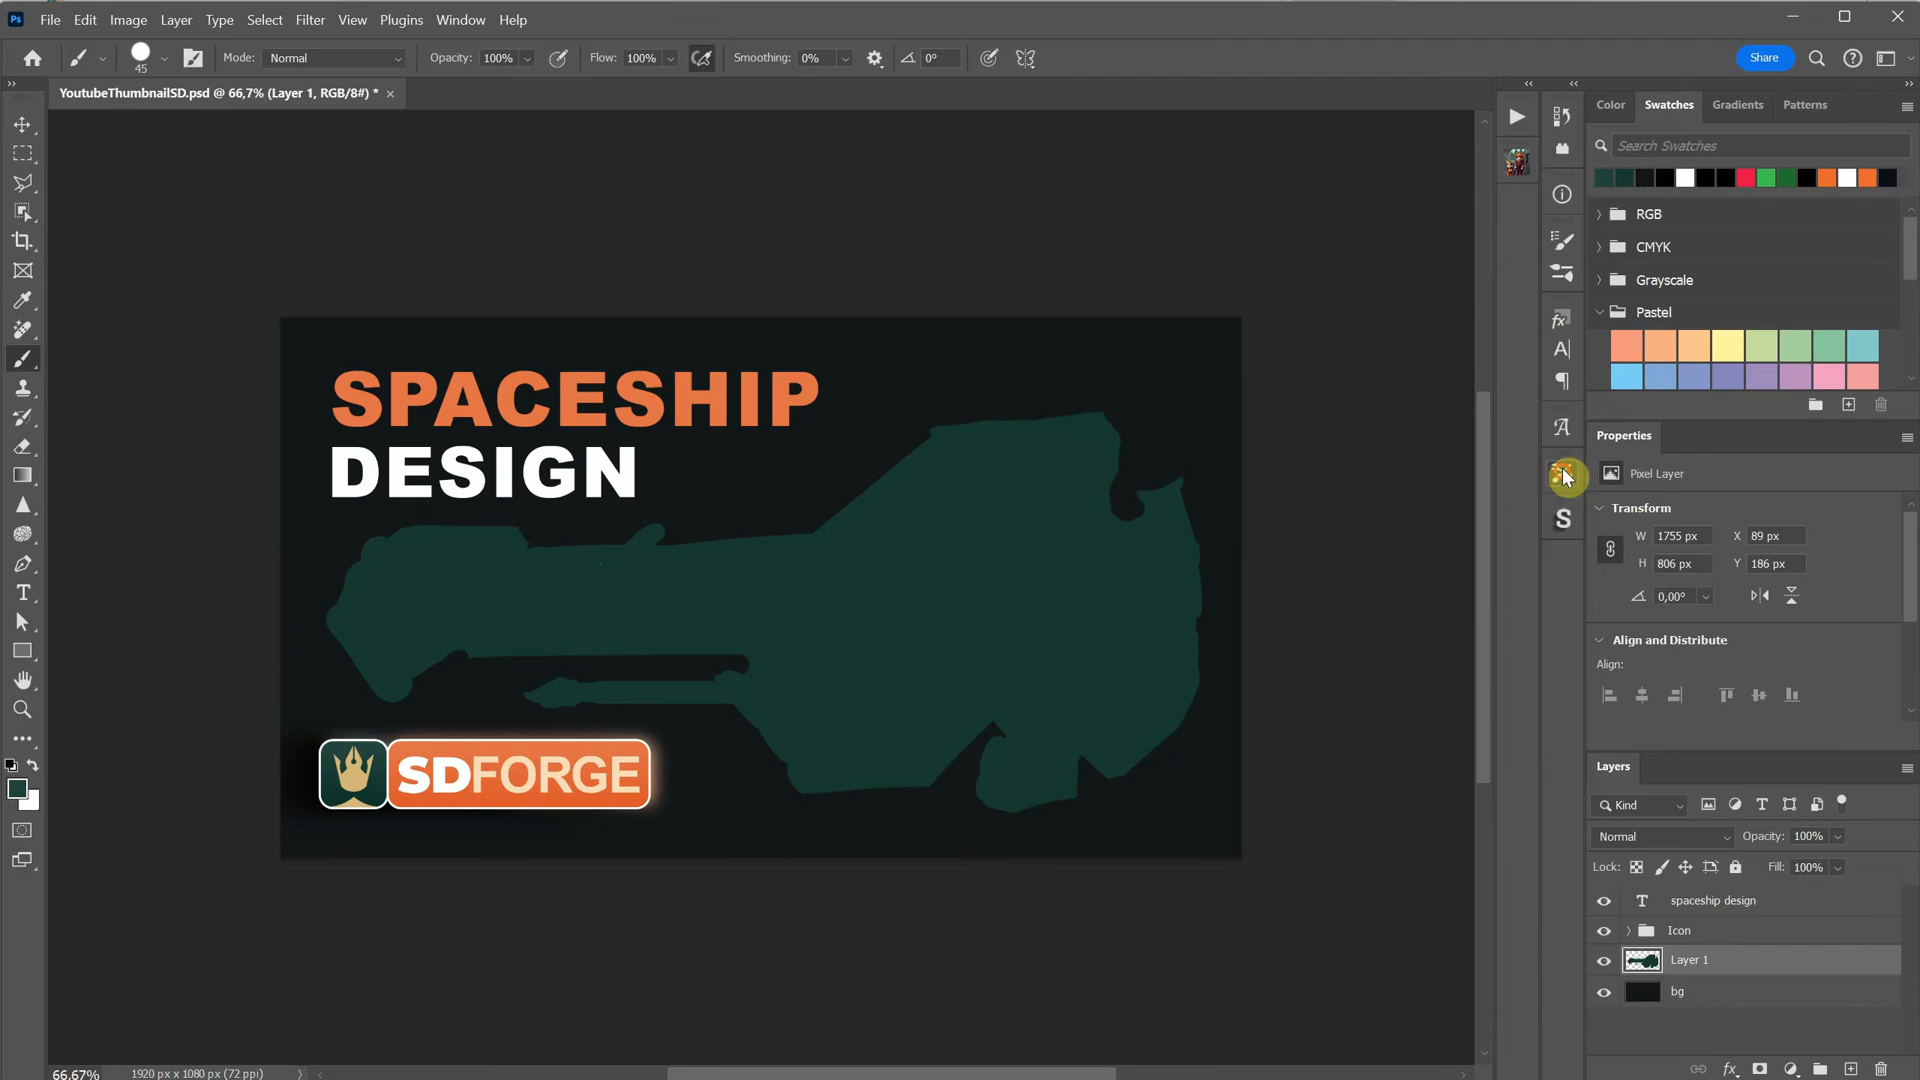 Ps File Edit Image Layer Type Select Filter View Plugins Window Help
45 Mode: Normal Opacity: 100% Flow: 100% Smoothing: 0% 0° Share
YoutubeThumbnailSD.psd @ 66,7% (Layer 1, RGB/8#) *
SPACESHIP
DESIGN
SDFORGE
66,67% 1920 px x 1080 px (72 ppi)
Color Swatches Gradients Patterns
Search Swatches
RGB
CMYK
Grayscale
Pastel
Properties
Pixel Layer
Transform
W 1755 px X 89 px
H 806 px Y 186 px
0,00°
Align and Distribute
Align:
Layers
Kind
Normal Opacity: 100%
Lock: Fill: 100%
spaceship design
Icon
Layer 1
bg